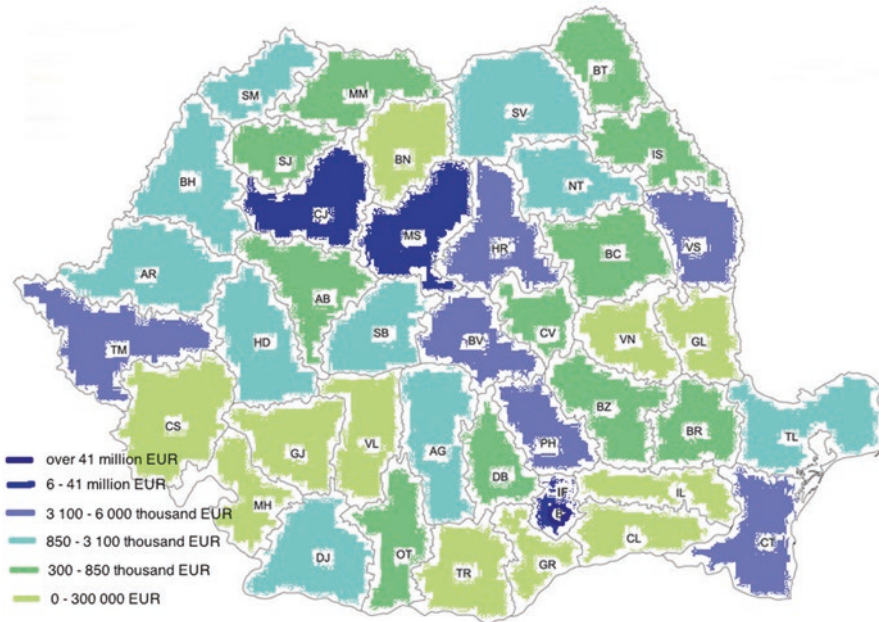 BT
SM
MM
SV
IS
SJ
BN
BH
NT
CJ
MS
HR
VS
BC
AR
AB
SB
CV
TM
HD
BV
VN
GL
BZ
CS
GJ
VL
AG
PH
BR
TL
DB
over 41 million EUR
6 - 41 million EUR
3 100 - 6 000 thousand EUR
850 - 3 100 thousand EUR
300 - 850 thousand EUR
0 - 300 000 EUR
IF
IL
MH
B
CL
CT
DJ
OT
TR
GR